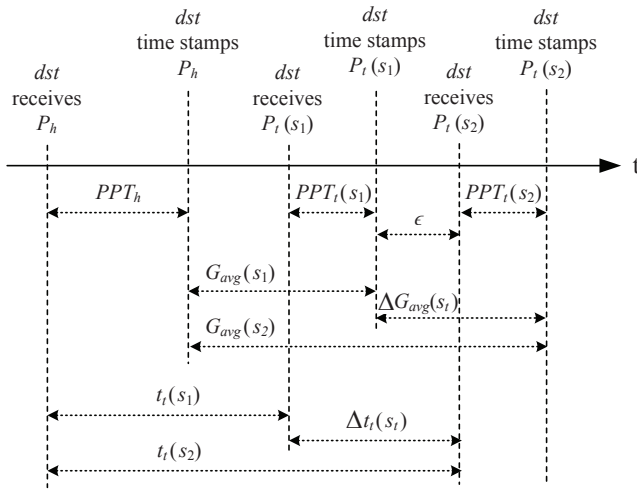 dst
time stamps
P_h
dst
time stamps
P_t(s_1)
dst
time stamps
P_t(s_2)
dst
receives
P_h
dst
receives
P_t(s_1)
dst
receives
P_t(s_2)
t
PPT_h
PPT_t(s_1)
PPT_t(s_2)
ϵ
G_avg(s_1)
ΔG_avg(s_t)
G_avg(s_2)
t_t(s_1)
Δt_t(s_t)
t_t(s_2)